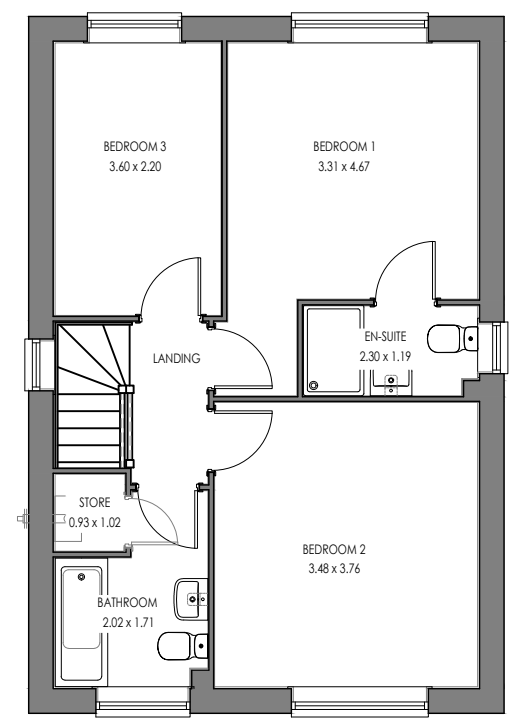 BEDROOM 3
3.60 x 2.20
BEDROOM 1
3.31 x 4.67
LANDING
EN-SUITE
2.30 x 1.19
STORE
0.93 x 1.02
BEDROOM 2
3.48 x 3.76
BATHROOM
2.02 x 1.71